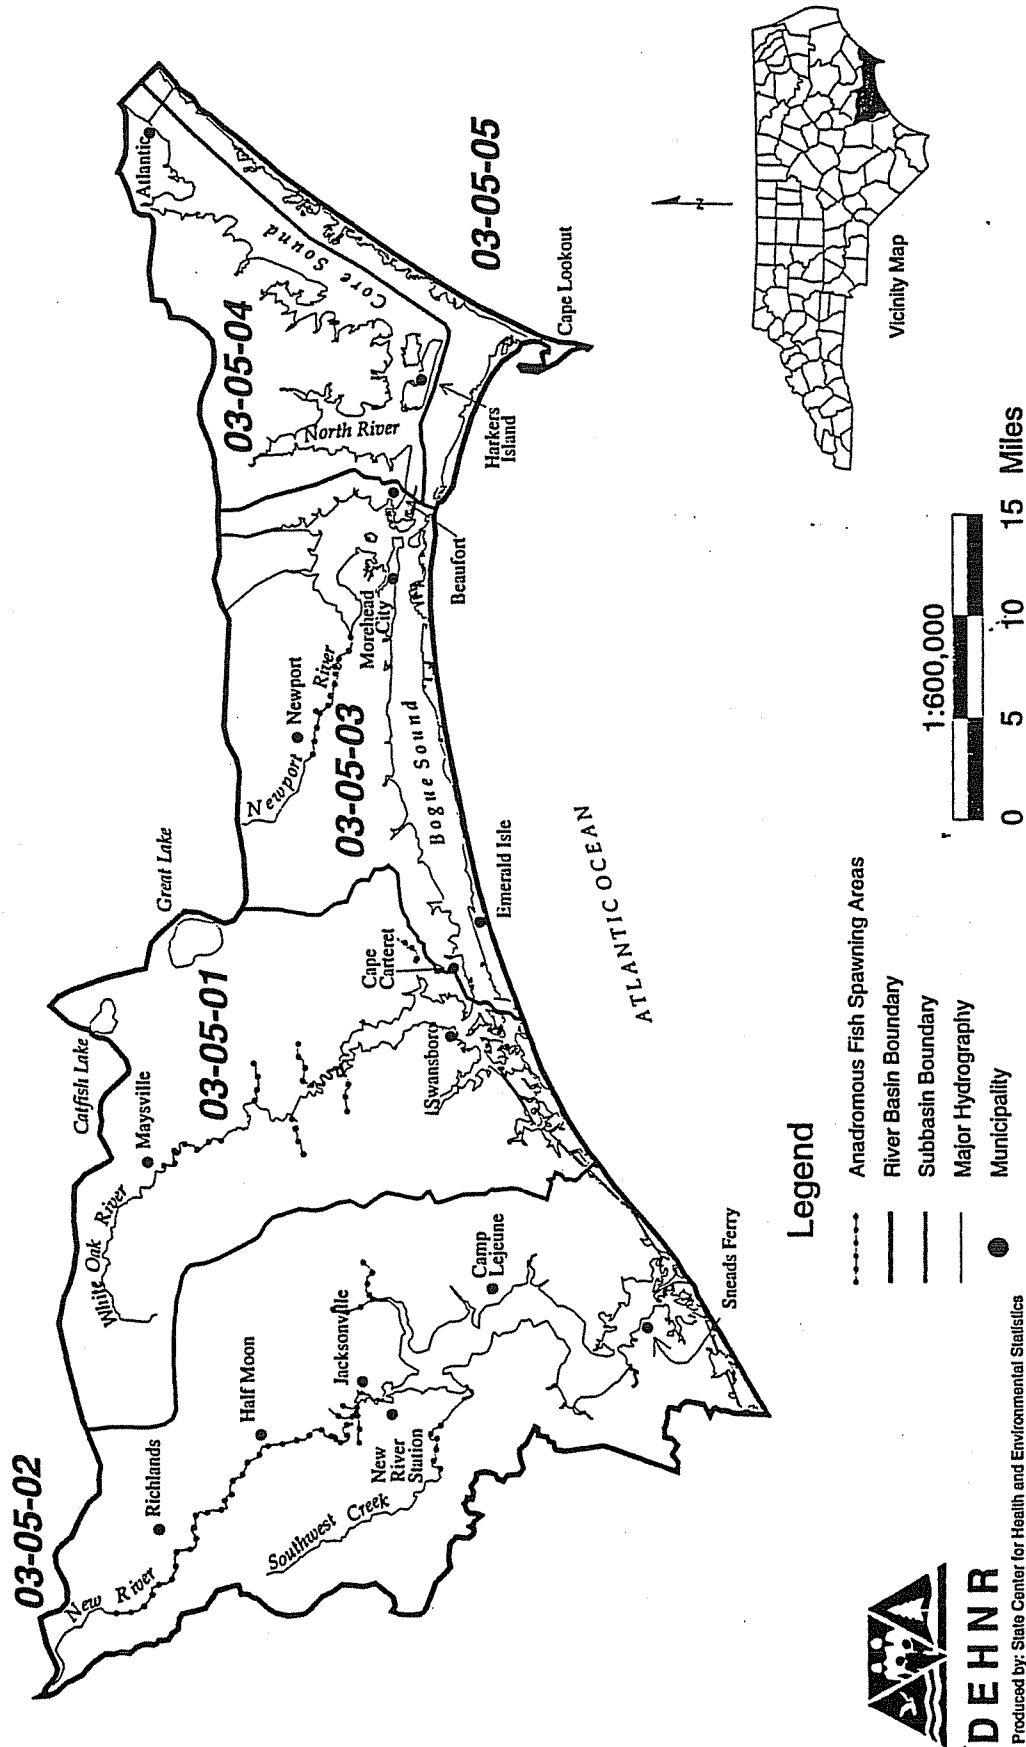 03-05-02
New River
Richlands
Half Moon
Jacksonville
New
River
Station
Southwest Creek
Camp
Lejeune
Sneads Ferry
White Oak River
Maysville
Catfish Lake
03-05-01
Great Lake
Swansboro
Cape
Carteret
Emerald Isle
Bogue Sound
03-05-03
Newport River
Newport
Morehead
City
Beaufort
03-05-04
North River
Harkers
Island
Core Sound
Atlantic
03-05-05
Cape Lookout
ATLANTIC OCEAN
N
Vicinity Map
Legend
Anadromous Fish Spawning Areas
River Basin Boundary
Subbasin Boundary
Major Hydrography
Municipality
1:600,000
0 5 10 15 Miles
DEHNR
Produced by: State Center for Health and Environmental Statistics